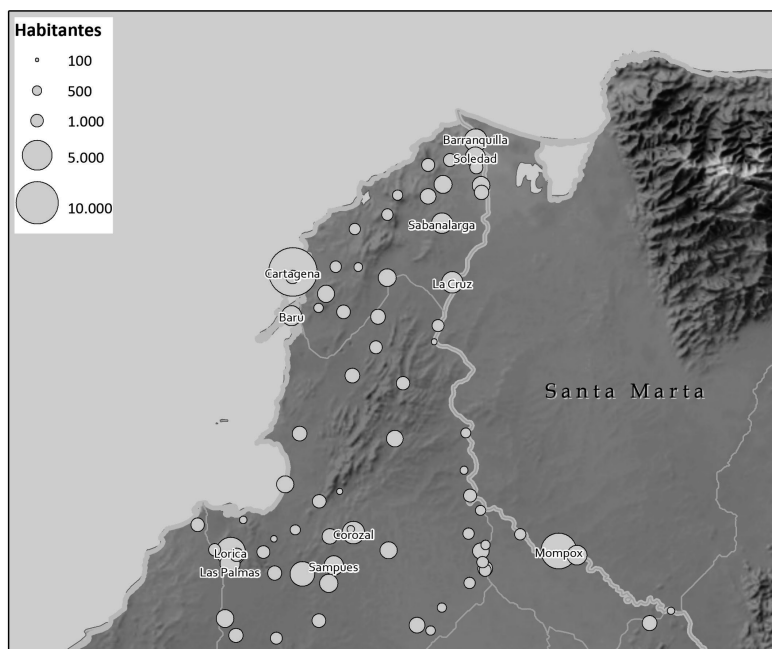 Habitantes
100
500
1.000
5.000
10.000
Barranquilla
Soledad
Sabanalarga
Cartagena
La Cruz
Baru
Santa Marta
Corozal
Lorica
Mompox
Las Palmas
Sampues